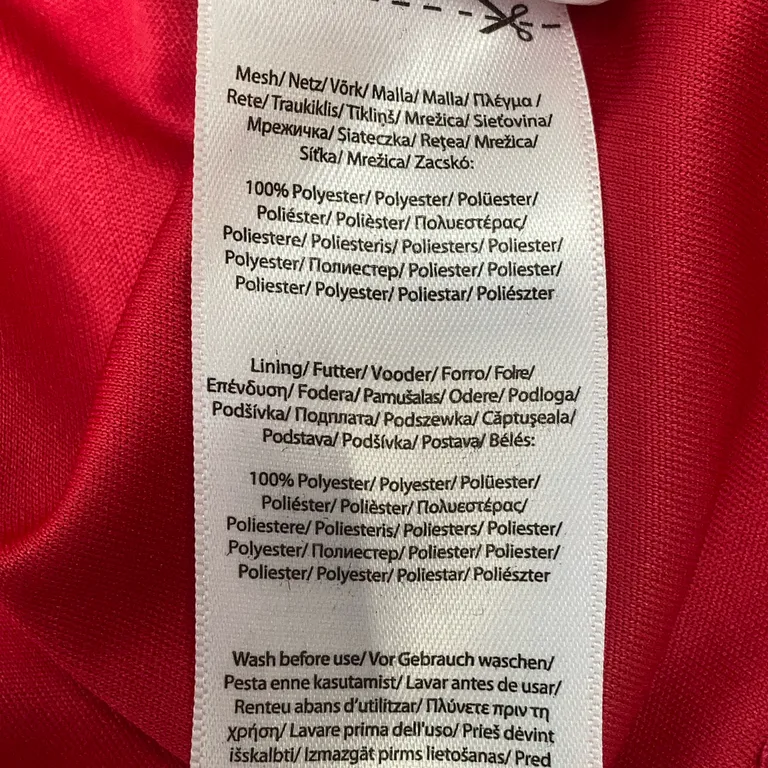 Mesh/ Netz/ Võrk/ Malla/ Malla/ Πλέγμα /
Rete/ Traukiklis/ Tīkliņš/ Mrežica/ Sieťovina/
Мрежичка/ Siateczka/ Reţea/ Mrežica/
Síťka/ Mrežica/ Zacskó:
100% Polyester/ Polyester/ Polüester/
Poliéster/ Polièster/ Πολυεστέρας/
Poliestere/ Poliesteris/ Poliesters/ Poliester/
Polyester/ Полиестер/ Poliester/ Poliester/
Poliester/ Polyester/ Poliestar/ Poliészter
Lining/ Futter/ Vooder/ Forro/ Folre/
Επένδυση/ Fodera/ Pamušalas/ Odere/ Podloga/
Podšívka/ Подплата/ Podszewka/ Căptuşeala/
Podstava/ Podšívka/ Postava/ Bélés:
100% Polyester/ Polyester/ Polüester/
Poliéster/ Polièster/ Πολυεστέρας/
Poliestere/ Poliesteris/ Poliesters/ Poliester/
Polyester/ Полиестер/ Poliester/ Poliester/
Poliester/ Polyester/ Poliestar/ Poliészter
Wash before use/ Vor Gebrauch waschen/
Pesta enne kasutamist/ Lavar antes de usar/
Renteu abans d'utilitzar/ Πλύνετε πριν τη
χρήση/ Lavare prima dell'uso/ Prieš dėvint
išskalbti/ Izmazgāt pirms lietošanas/ Pred